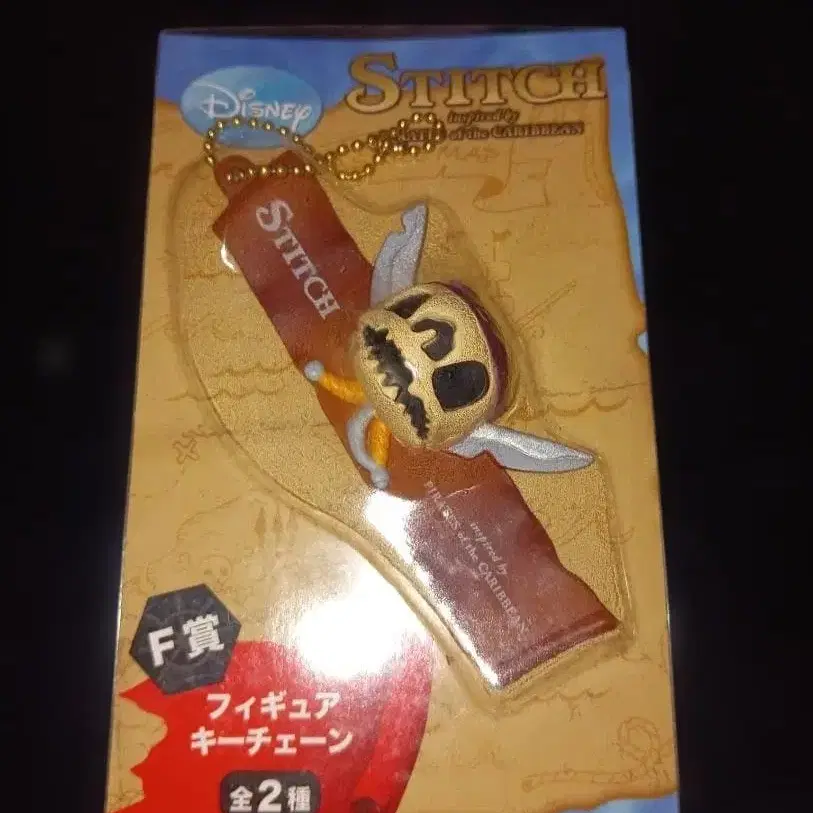 Disney
STITCH
inspired by
of the CARIBBEAN
MAP
STITCH
inspired by
PIRATES of the CARIBBEAN
F賞
フィギュア
キーチェーン
全2種